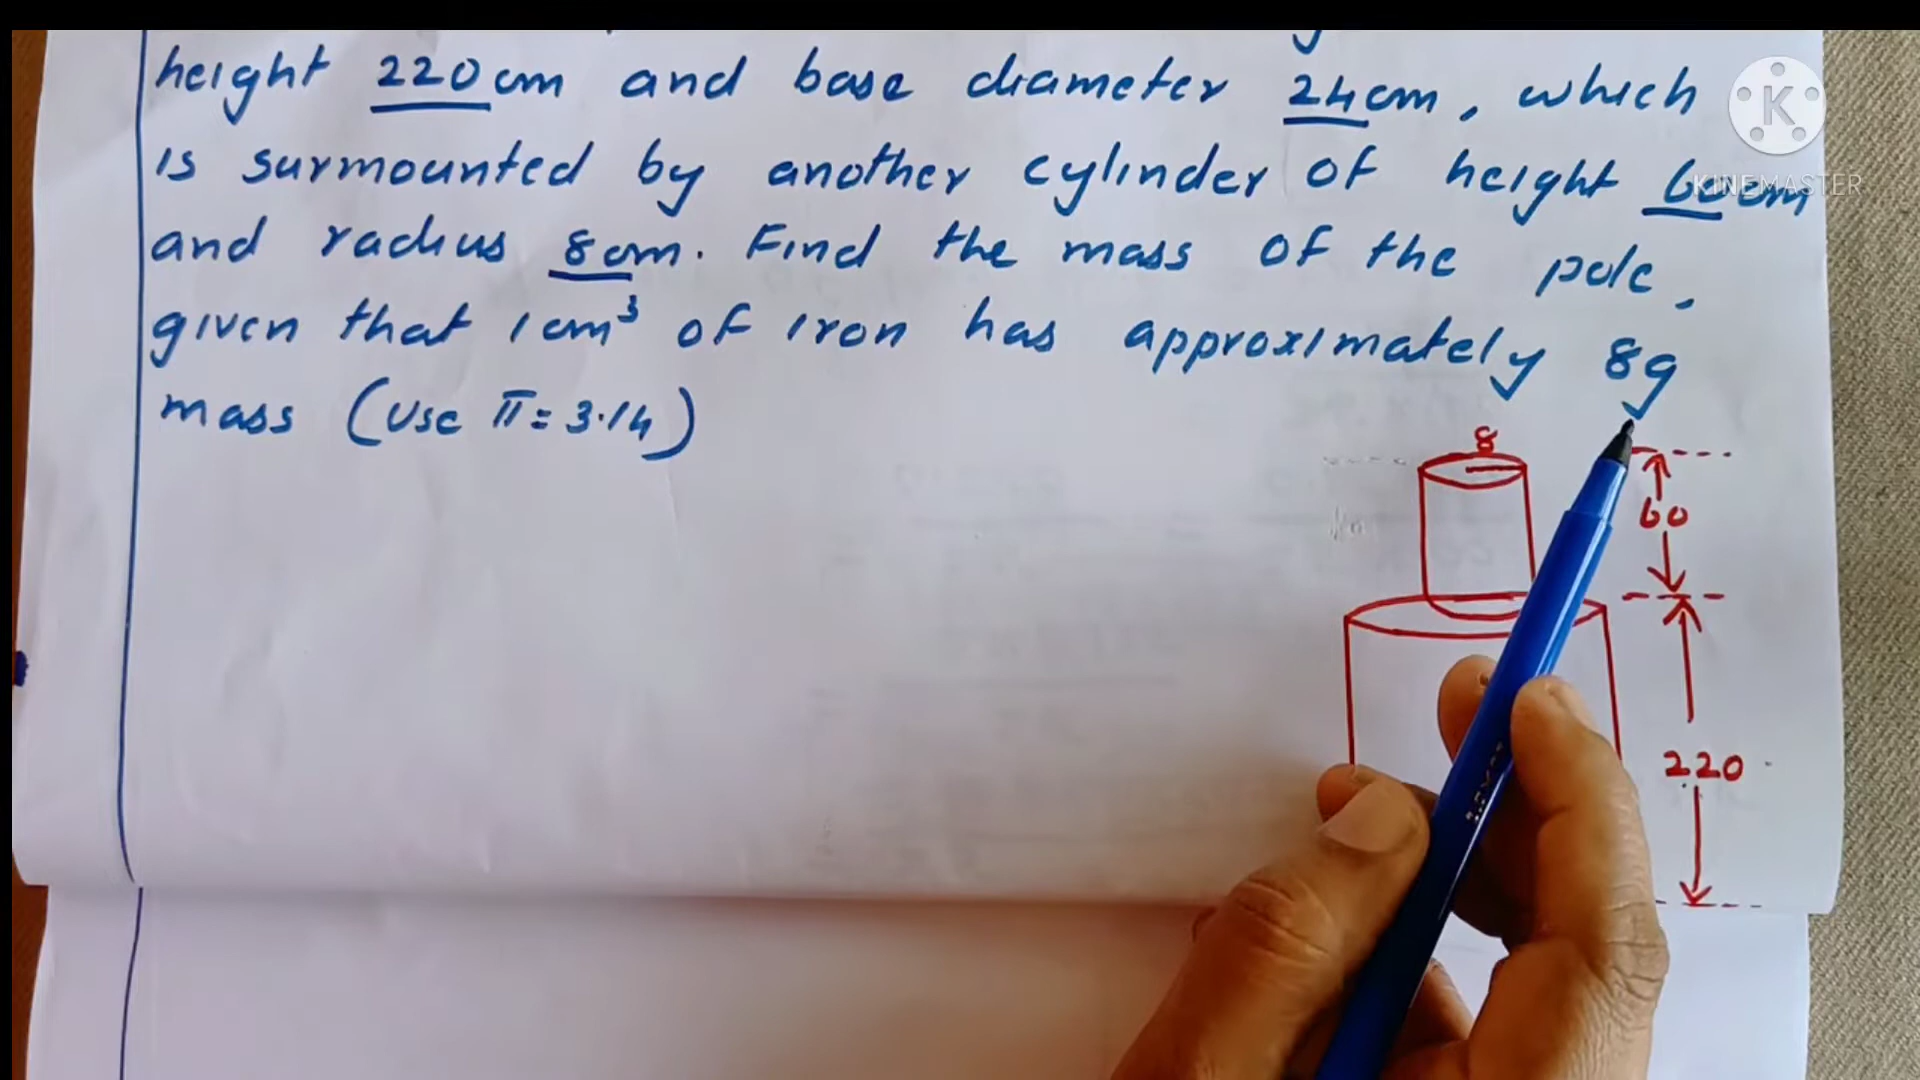 height 220cm and base diameter 24cm, which
is surmounted by another cylinder of height 60cm
and radius 8cm. Find the mass of the pole,
given that 1cm³ of iron has approximately 8g
mass (Use π = 3.14)
8
60
220
K
KINEMASTER